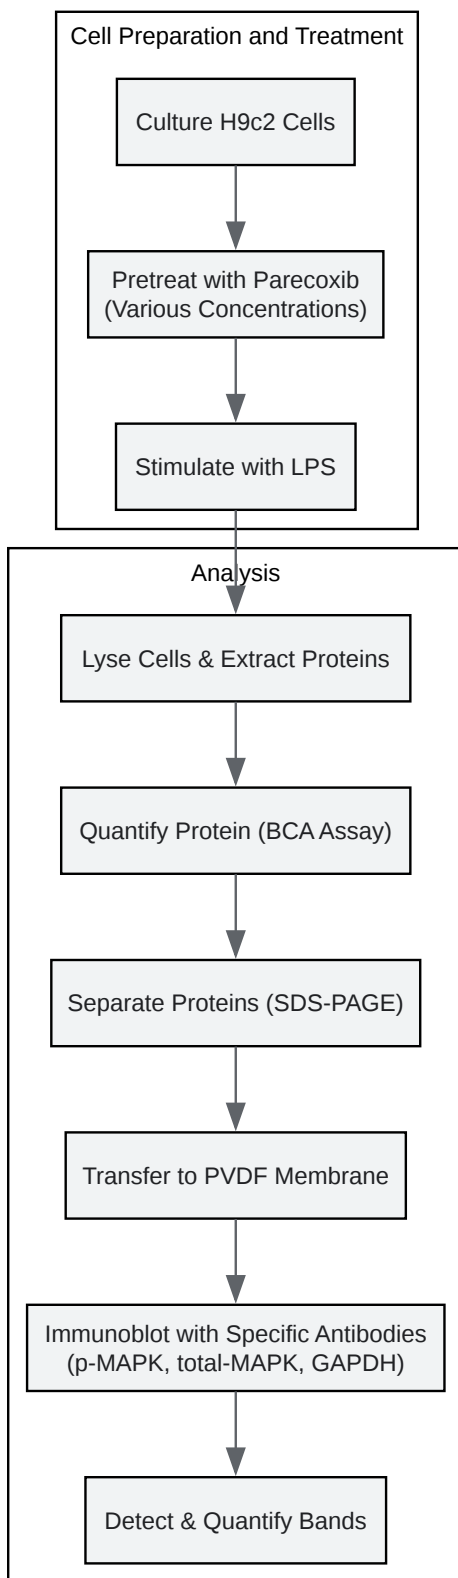 Cell Preparation and Treatment
Culture H9c2 Cells
Pretreat with Parecoxib
(Various Concentrations)
Stimulate with LPS
Analysis
Lyse Cells & Extract Proteins
Quantify Protein (BCA Assay)
Separate Proteins (SDS-PAGE)
Transfer to PVDF Membrane
Immunoblot with Specific Antibodies
(p-MAPK, total-MAPK, GAPDH)
Detect & Quantify Bands